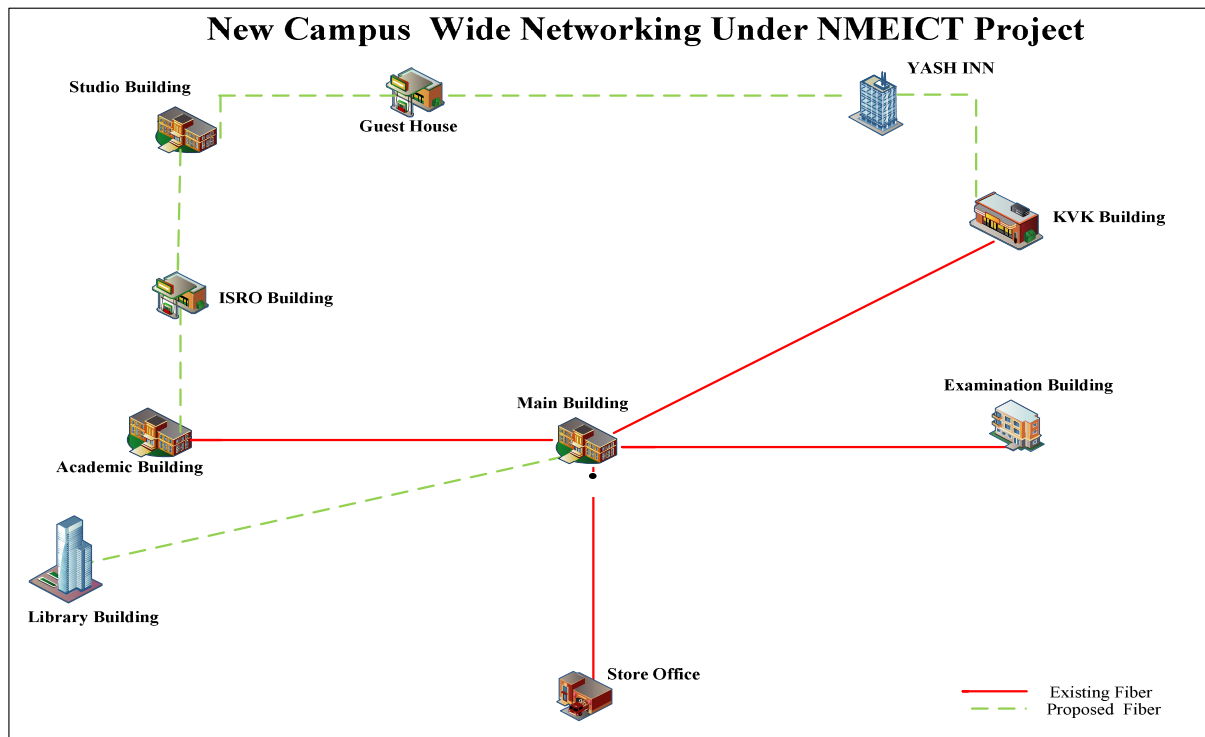 New Campus Wide Networking Under NMEICT Project
YASH INN
Studio Building
Guest House
KVK Building
ISRO Building
Examination Building
Main Building
Academic Building
Library Building
Store Office
Existing Fiber
Proposed Fiber